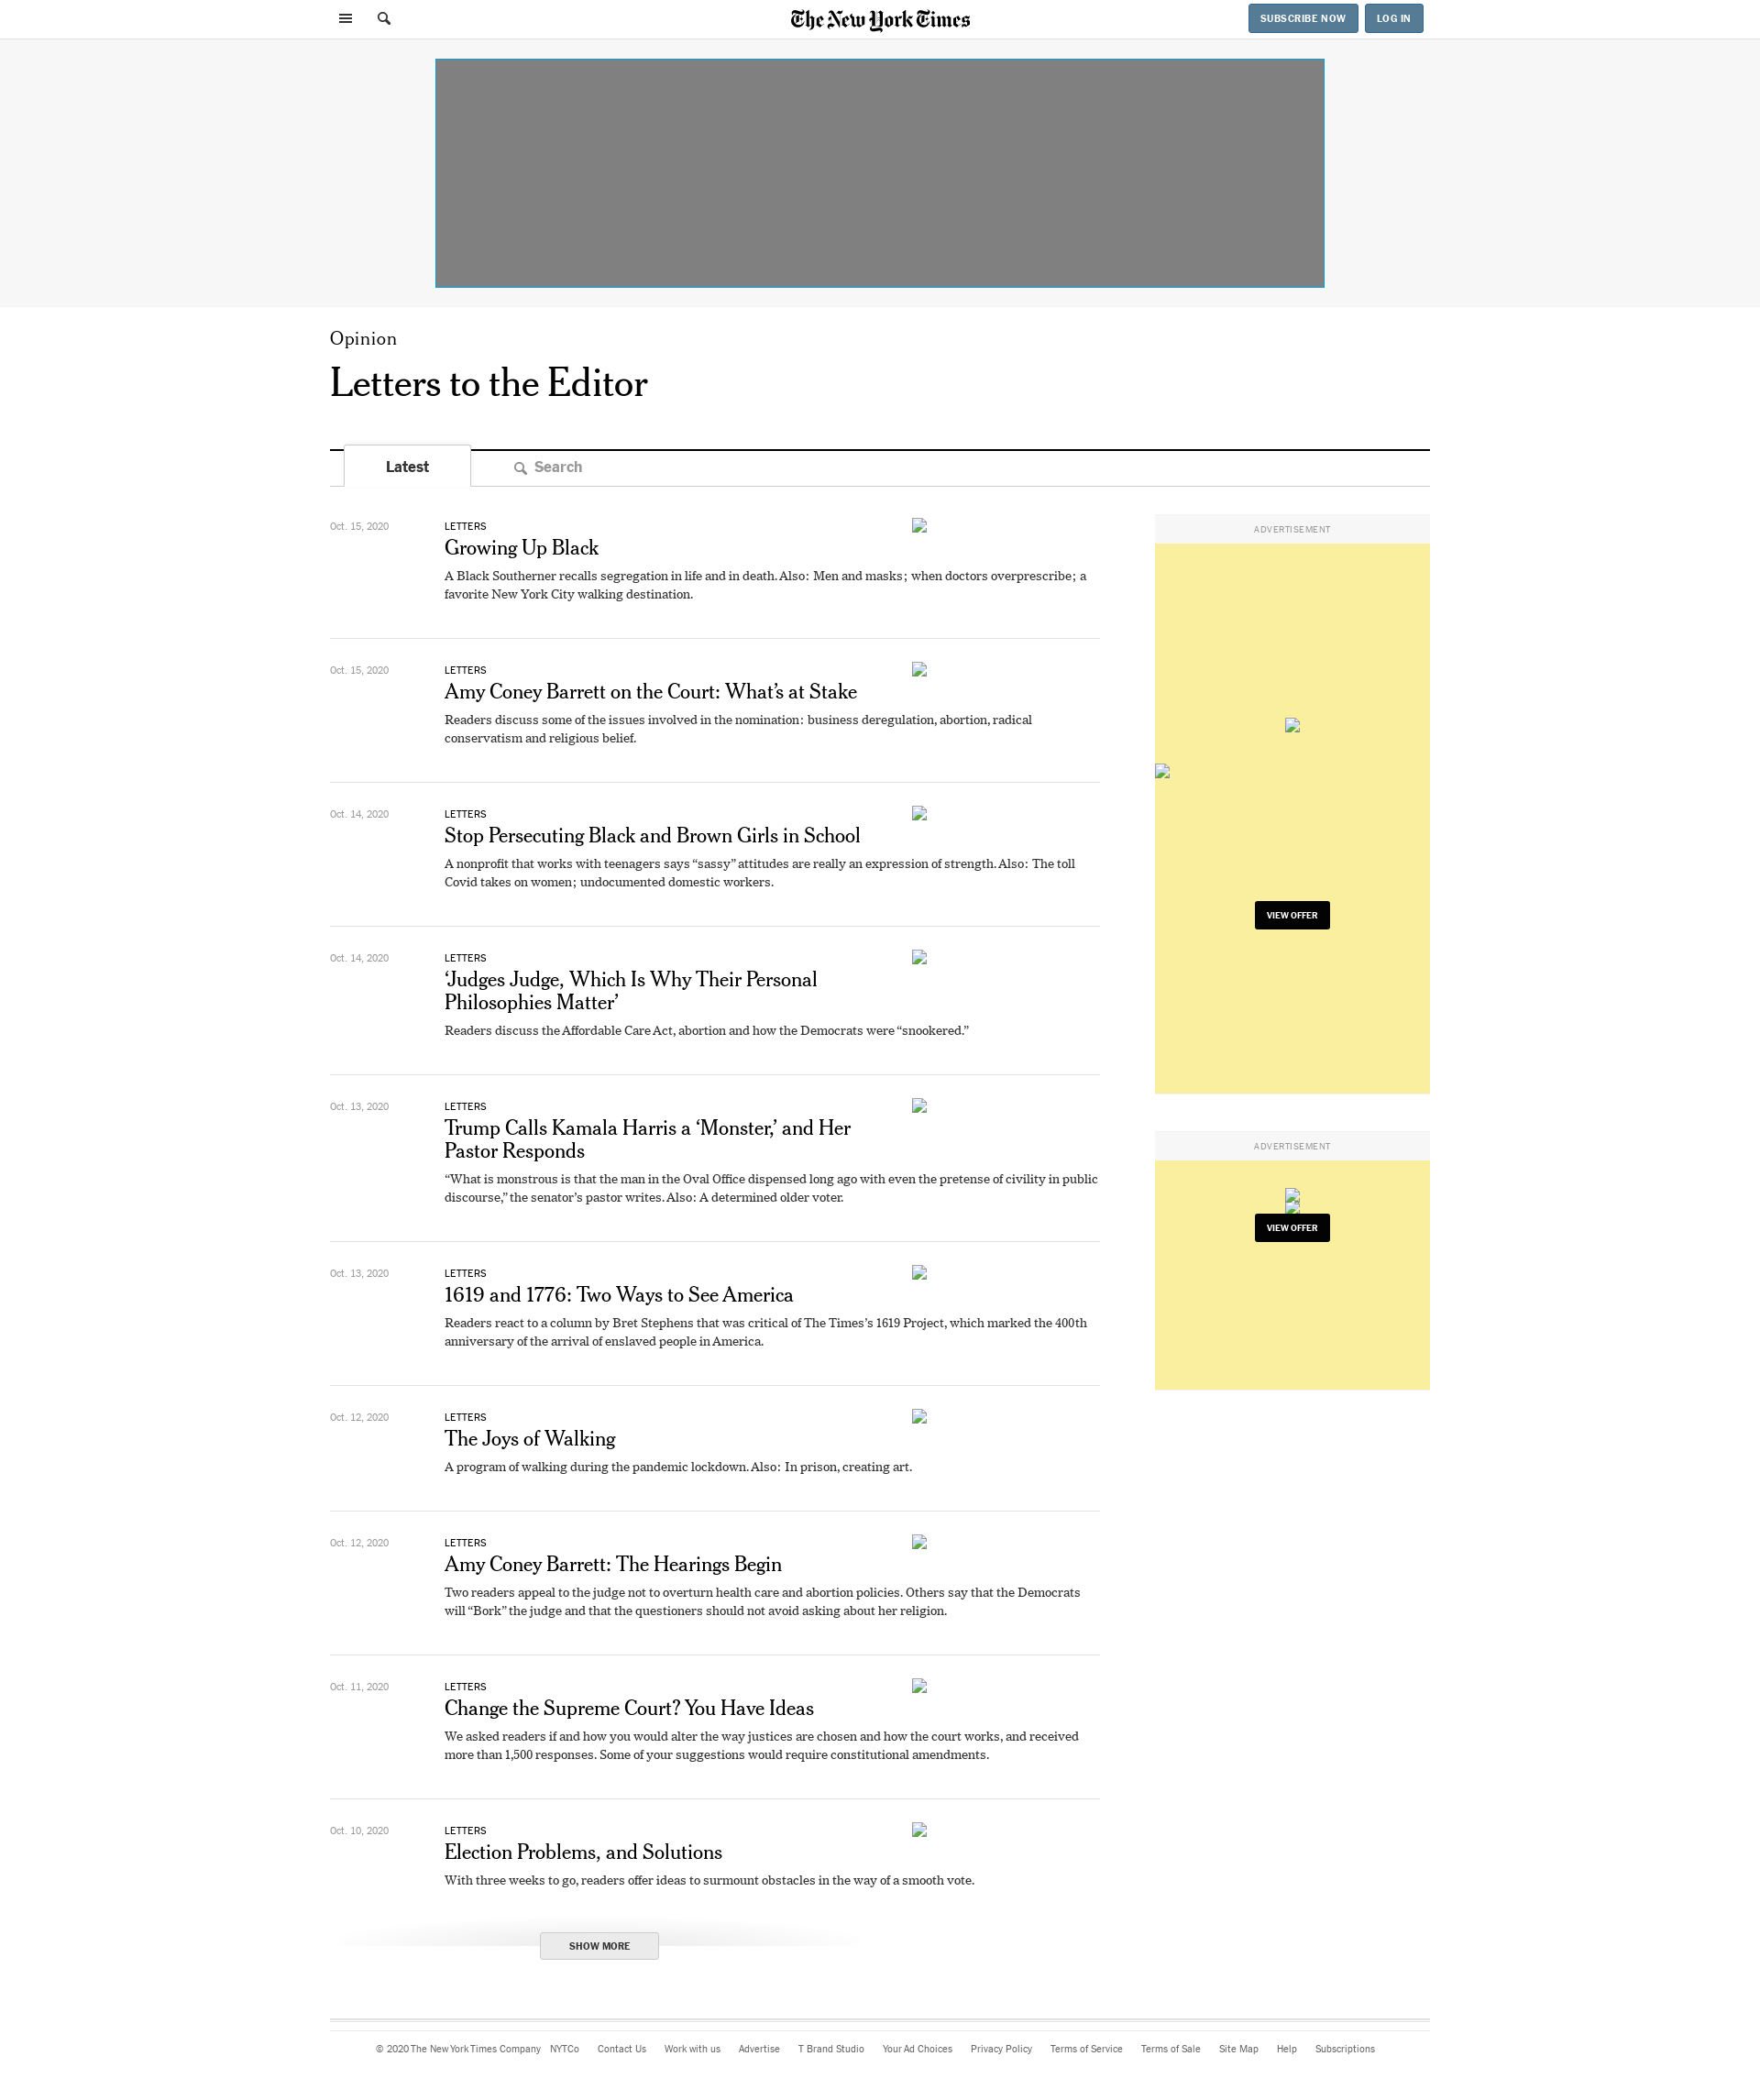 The New York Times
SUBSCRIBE NOW
LOG IN
Opinion
Letters to the Editor
Latest
Search
Oct. 15, 2020
LETTERS
Growing Up Black
A Black Southerner recalls segregation in life and in death. Also: Men and masks; when doctors overprescribe; a
favorite New York City walking destination.
Oct. 15, 2020
LETTERS
Amy Coney Barrett on the Court: What’s at Stake
Readers discuss some of the issues involved in the nomination: business deregulation, abortion, radical
conservatism and religious belief.
Oct. 14, 2020
LETTERS
Stop Persecuting Black and Brown Girls in School
A nonprofit that works with teenagers says “sassy” attitudes are really an expression of strength. Also: The toll
Covid takes on women; undocumented domestic workers.
Oct. 14, 2020
LETTERS
‘Judges Judge, Which Is Why Their Personal
Philosophies Matter’
Readers discuss the Affordable Care Act, abortion and how the Democrats were “snookered.”
Oct. 13, 2020
LETTERS
Trump Calls Kamala Harris a ‘Monster,’ and Her
Pastor Responds
“What is monstrous is that the man in the Oval Office dispensed long ago with even the pretense of civility in public
discourse,” the senator’s pastor writes. Also: A determined older voter.
Oct. 13, 2020
LETTERS
1619 and 1776: Two Ways to See America
Readers react to a column by Bret Stephens that was critical of The Times’s 1619 Project, which marked the 400th
anniversary of the arrival of enslaved people in America.
Oct. 12, 2020
LETTERS
The Joys of Walking
A program of walking during the pandemic lockdown. Also: In prison, creating art.
Oct. 12, 2020
LETTERS
Amy Coney Barrett: The Hearings Begin
Two readers appeal to the judge not to overturn health care and abortion policies. Others say that the Democrats
will “Bork” the judge and that the questioners should not avoid asking about her religion.
Oct. 11, 2020
LETTERS
Change the Supreme Court? You Have Ideas
We asked readers if and how you would alter the way justices are chosen and how the court works, and received
more than 1,500 responses. Some of your suggestions would require constitutional amendments.
Oct. 10, 2020
LETTERS
Election Problems, and Solutions
With three weeks to go, readers offer ideas to surmount obstacles in the way of a smooth vote.
SHOW MORE
ADVERTISEMENT
VIEW OFFER
ADVERTISEMENT
VIEW OFFER
© 2020 The New York Times Company NYTCo Contact Us Work with us Advertise T Brand Studio Your Ad Choices Privacy Policy Terms of Service Terms of Sale Site Map Help Subscriptions